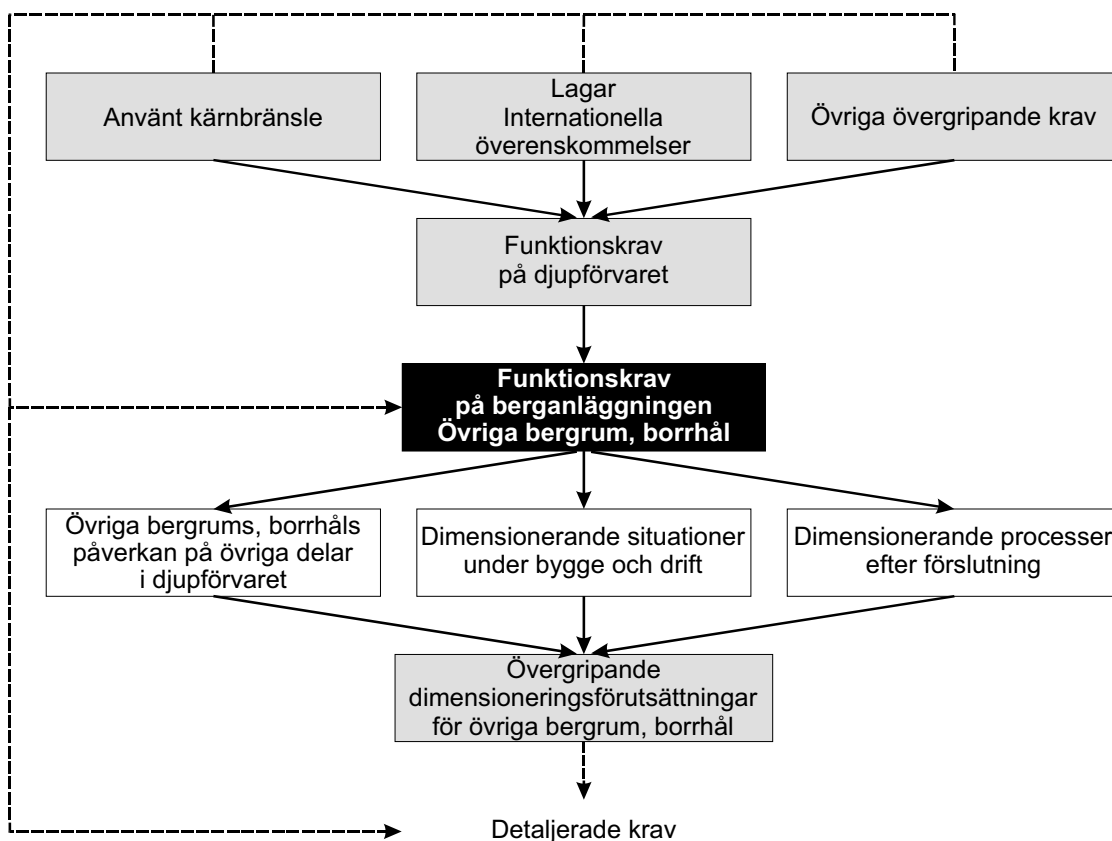 Använt kärnbränsle
Lagar
Internationella
överenskommelser
Övriga övergripande krav
Funktionskrav
på djupförvaret
Funktionskrav
på berganläggningen
Övriga bergrum, borrhål
Övriga bergrums, borrhåls
påverkan på övriga delar
i djupförvaret
Dimensionerande situationer
under bygge och drift
Dimensionerande processer
efter förslutning
Övergripande
dimensioneringsförutsättningar
för övriga bergrum, borrhål
Detaljerade krav